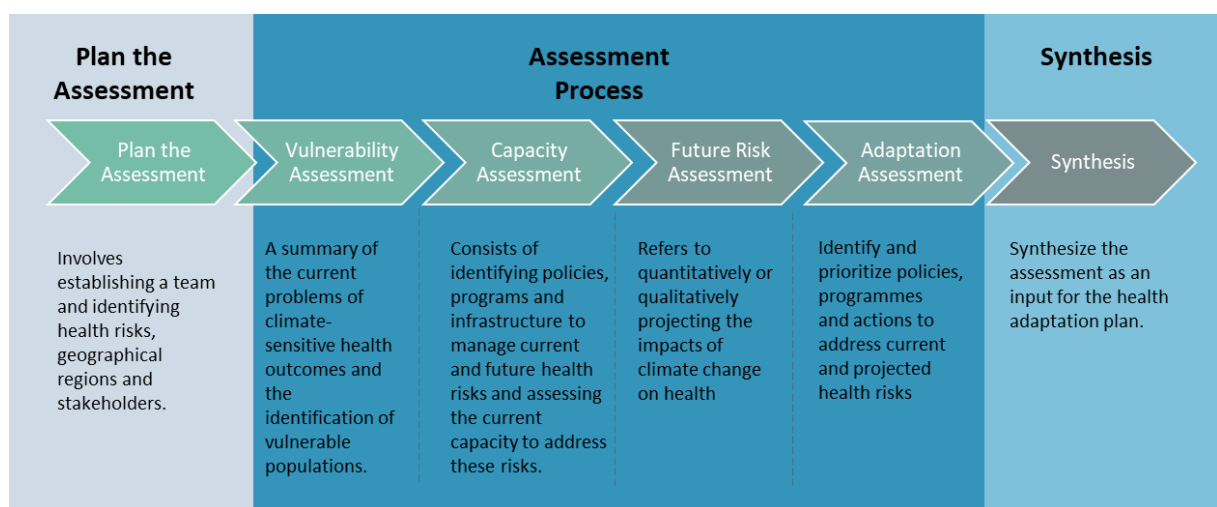 Plan the
Assessment
Assessment
Process
Synthesis
Plan the
Assessment
Vulnerability
Assessment
Capacity
Assessment
Future Risk
Assessment
Adaptation
Assessment
Synthesis
Involves
establishing a team
and identifying
health risks,
geographical
regions and
stakeholders.
A summary of
the current
problems of
climate-
sensitive health
outcomes and
the
identification of
vulnerable
populations.
Consists of
identifying policies,
programs and
infrastructure to
manage current
and future health
risks and assessing
the current
capacity to address
these risks.
Refers to
quantitatively or
qualitatively
projecting the
impacts of
climate change
on health
Identify and
prioritize policies,
programmes
and actions to
address current
and projected
health risks
Synthesize the
assessment as an
input for the health
adaptation plan.